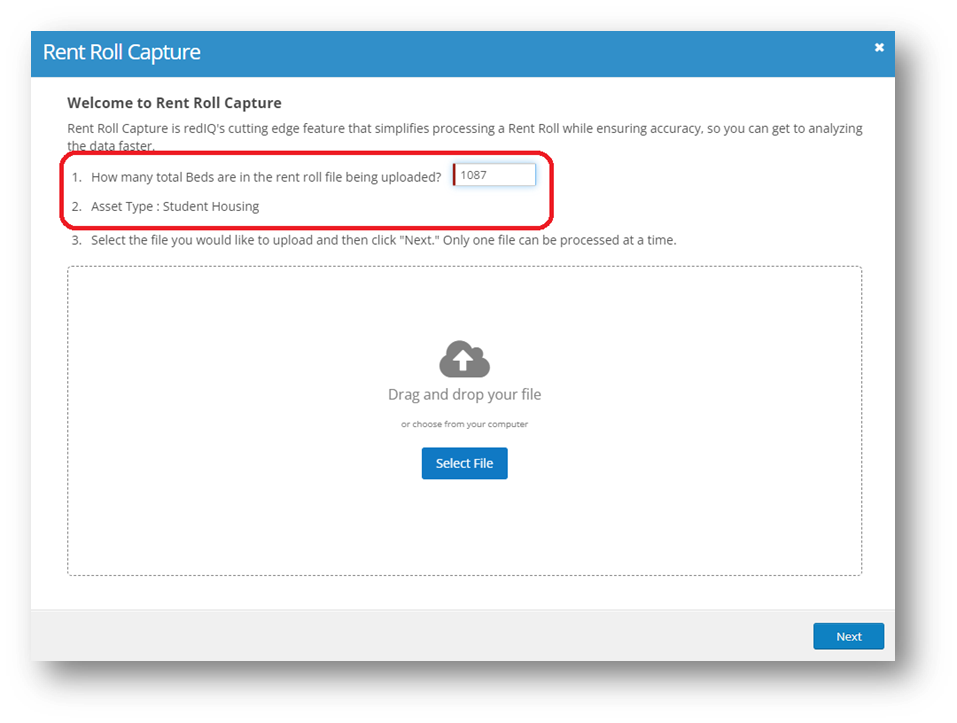 Rent Roll Capture
Welcome to Rent Roll Capture
Rent Roll Capture is redIQ's cutting edge feature that simplifies processing a Rent Roll while ensuring accuracy, so you can get to analyzing
the data faster.
1. How many total Beds are in the rent roll file being uploaded? 1087
2. Asset Type : Student Housing
3. Select the file you would like to upload and then click "Next." Only one file can be processed at a time.
Drag and drop your file
or choose from your computer
Select File
Next